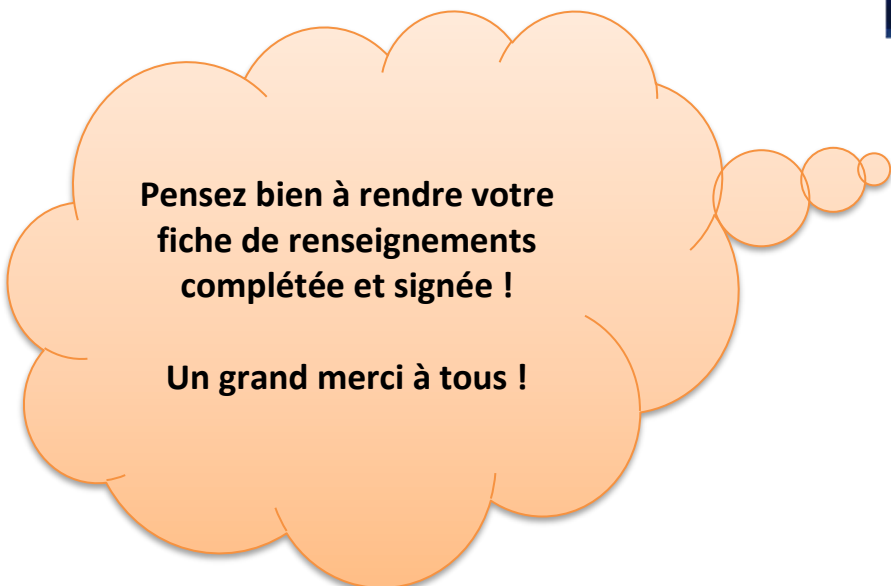 Pensez bien à rendre votre
fiche de renseignements
complétée et signée !
Un grand merci à tous !